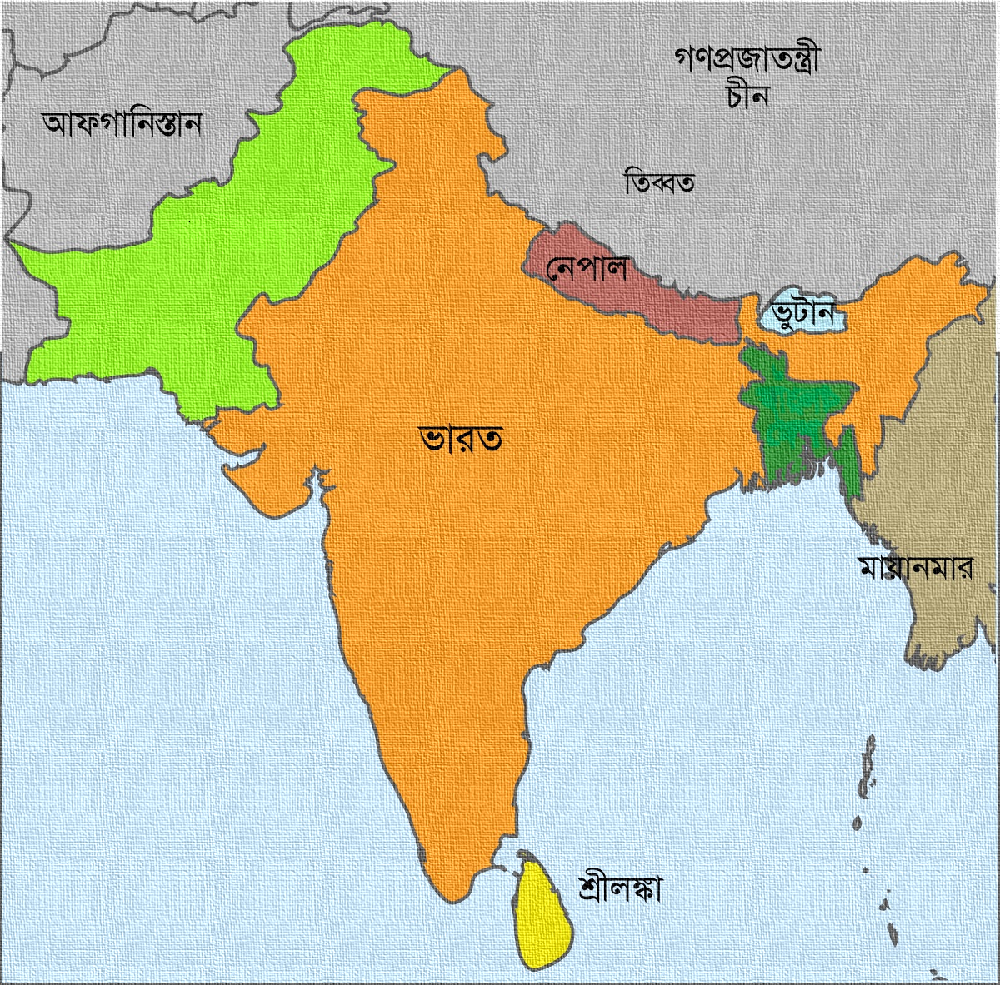 গণপ্রজাতন্ত্রী
চীন
আফগানিস্তান
তিব্বত
নেপাল
ভুটান
ভারত
মায়ানমার
শ্রীলঙ্কা